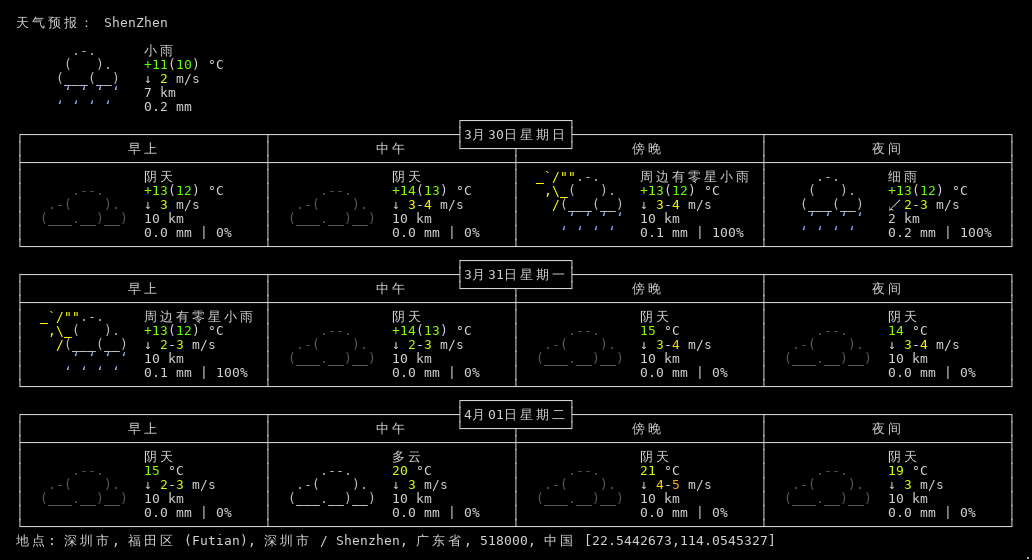 天气预报： ShenZhen
小雨
+11(10) °C
↓ 2 m/s
7 km
0.2 mm
3月30日星期日
早上 中午 傍晚 夜间
阴天 阴天 周边有零星小雨 细雨
+13(12) °C +14(13) °C +13(12) °C +13(12) °C
↓ 3 m/s ↓ 3-4 m/s ↓ 3-4 m/s ↙ 2-3 m/s
10 km 10 km 10 km 2 km
0.0 mm | 0% 0.0 mm | 0% 0.1 mm | 100% 0.2 mm | 100%
3月31日星期一
早上 中午 傍晚 夜间
周边有零星小雨 阴天 阴天 阴天
+13(12) °C +14(13) °C 15 °C 14 °C
↓ 2-3 m/s ↓ 2-3 m/s ↓ 3-4 m/s ↓ 3-4 m/s
10 km 10 km 10 km 10 km
0.1 mm | 100% 0.0 mm | 0% 0.0 mm | 0% 0.0 mm | 0%
4月01日星期二
早上 中午 傍晚 夜间
阴天 多云 阴天 阴天
15 °C 20 °C 21 °C 19 °C
↓ 2-3 m/s ↓ 3 m/s ↓ 4-5 m/s ↓ 3 m/s
10 km 10 km 10 km 10 km
0.0 mm | 0% 0.0 mm | 0% 0.0 mm | 0% 0.0 mm | 0%
地点: 深圳市, 福田区 (Futian), 深圳市 / Shenzhen, 广东省, 518000, 中国 [22.5442673,114.0545327]